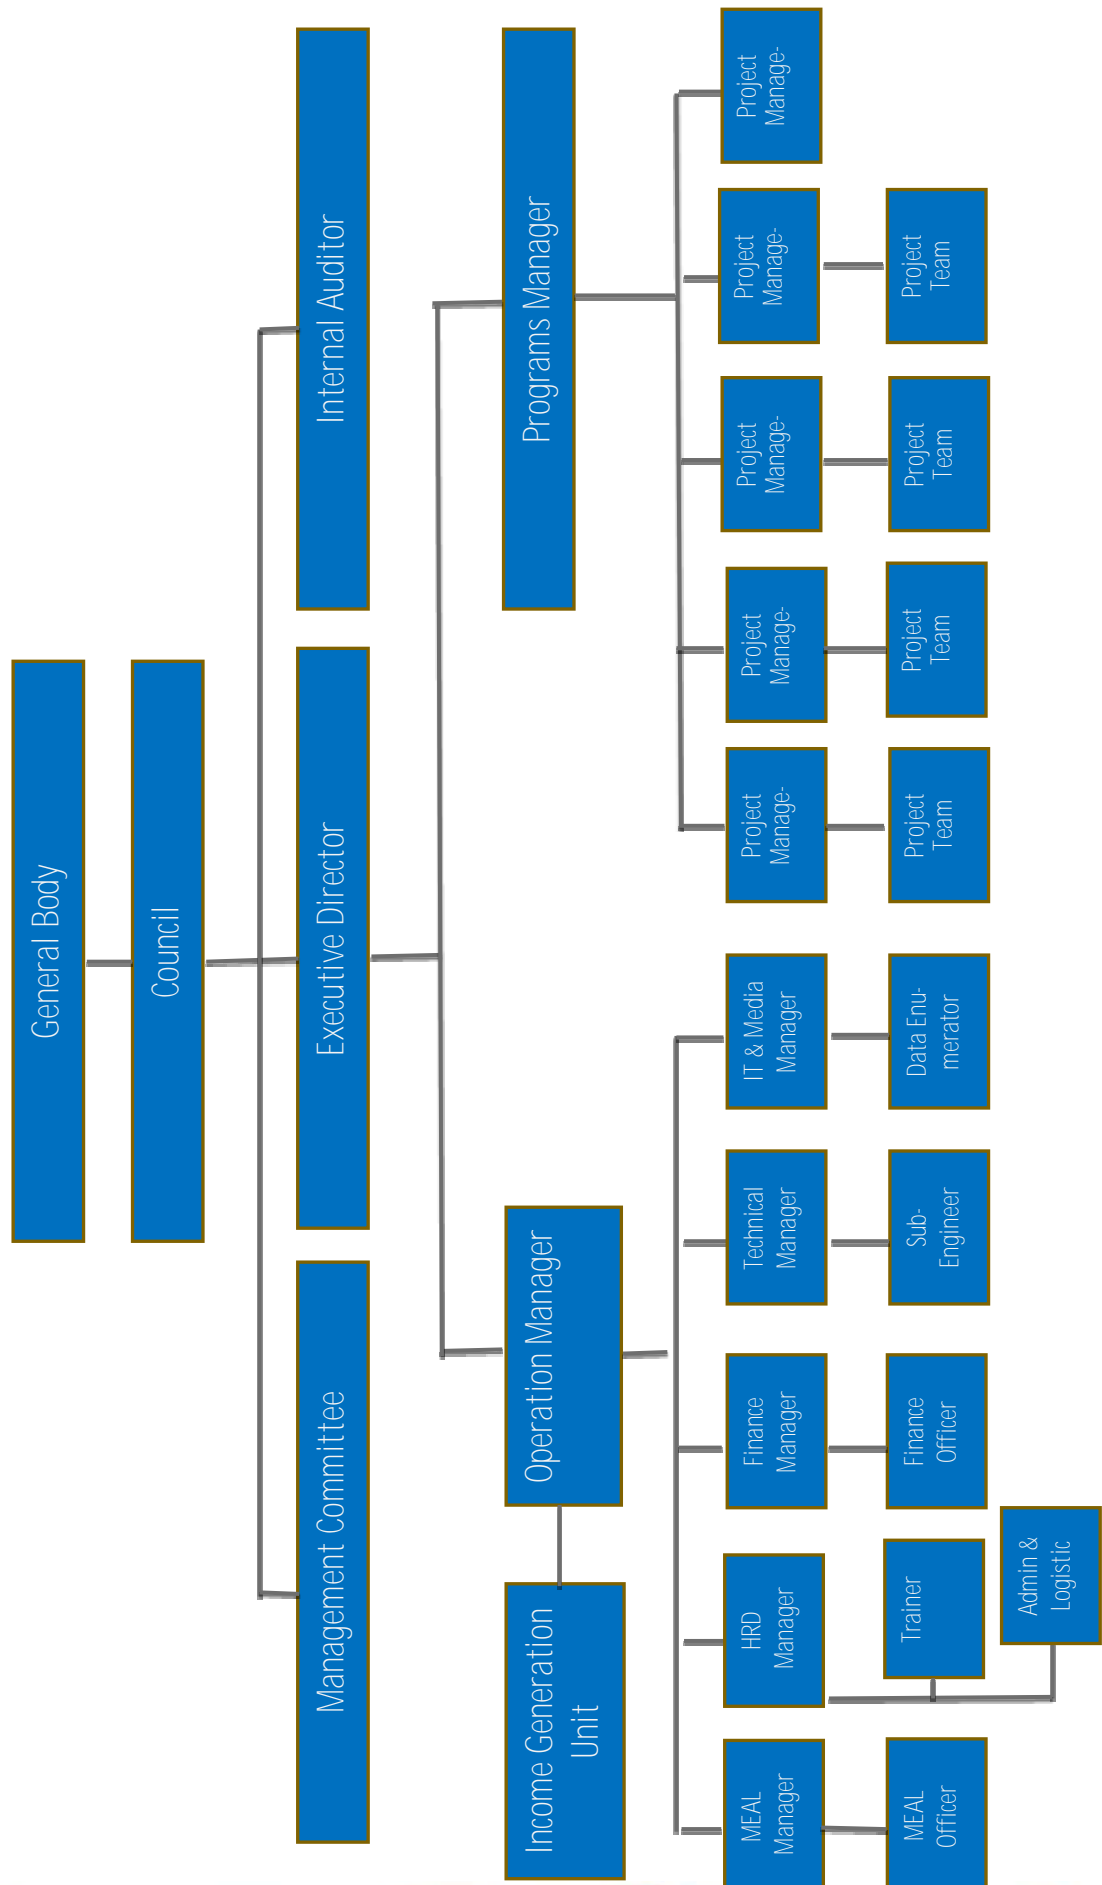 General Body
Council
Management Committee
Executive Director
Internal Auditor
Income Generation
Unit
Operation Manager
Programs Manager
MEAL
Manager
HRD
Manager
Finance
Manager
Technical
Manager
IT & Media
Manager
Project
Manage-
Project
Manage-
Project
Manage-
Project
Manage-
Project
Manage-
MEAL
Officer
Trainer
Finance
Officer
Sub-
Engineer
Data Enu-
merator
Project
Team
Project
Team
Project
Team
Project
Team
Admin &
Logistic